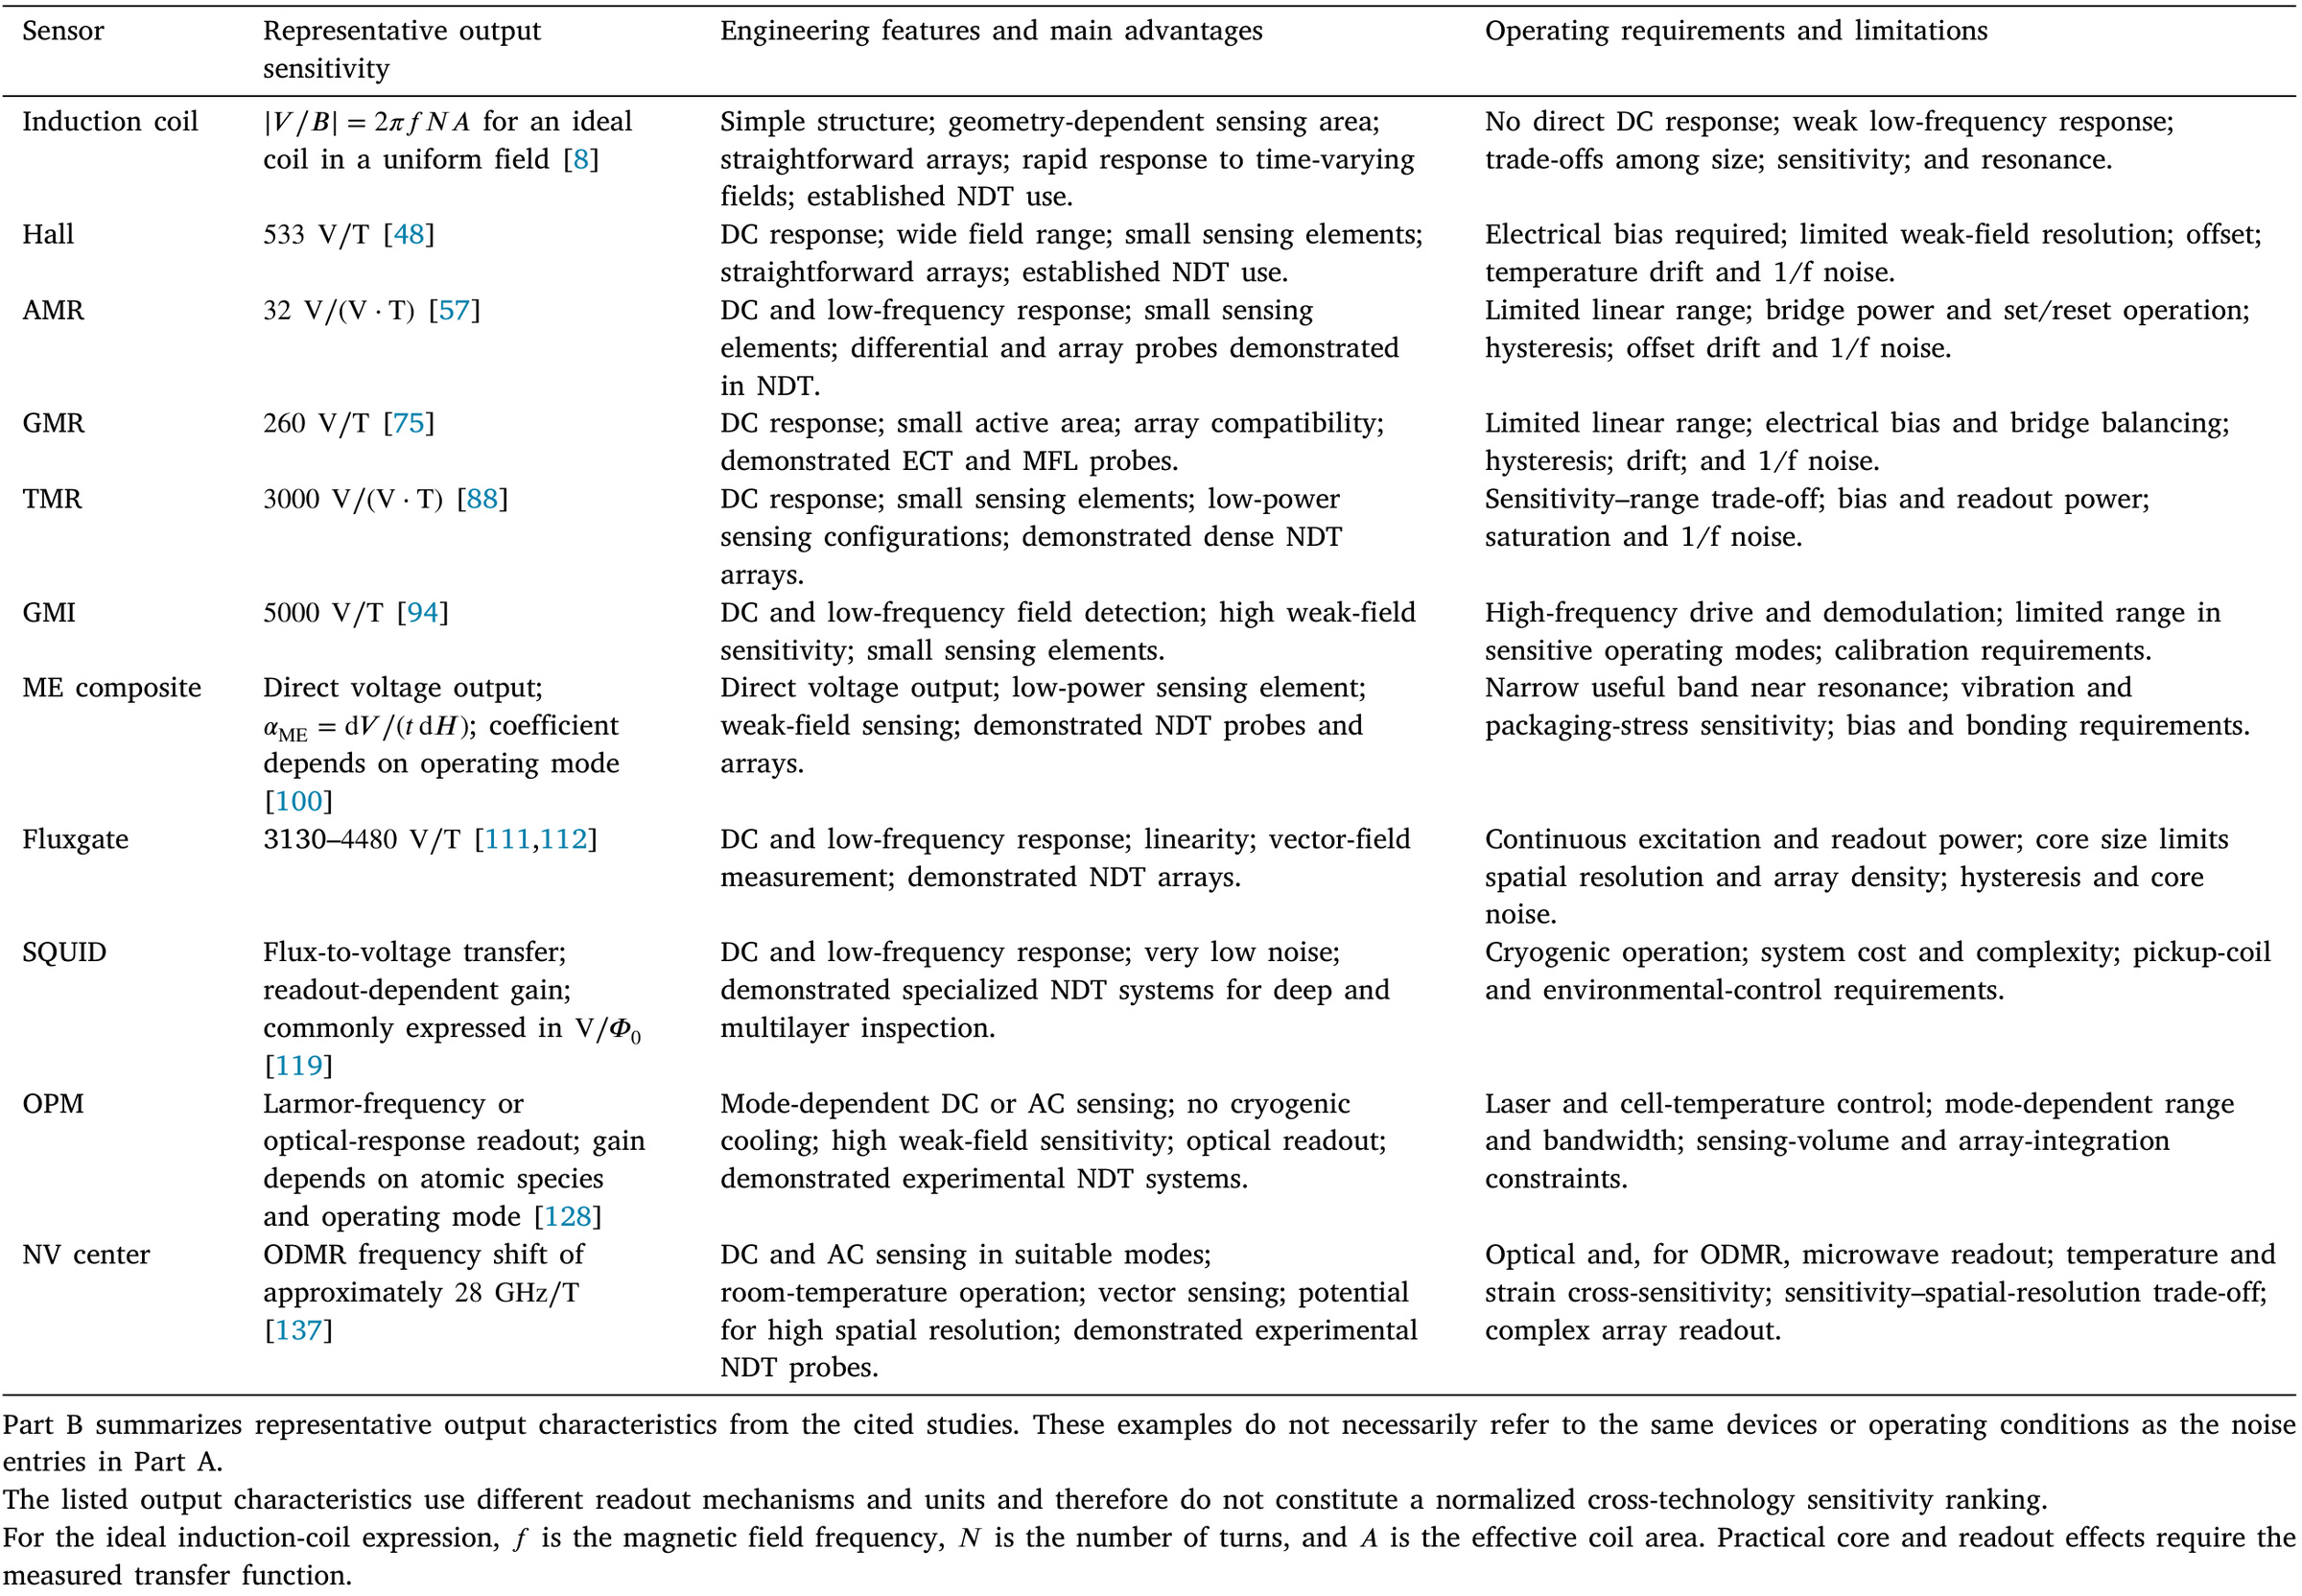 Sensor Representative output Engineering features and main advantages Operating requirements and limitations
sensitivity
Induction coil |V/B| = 2πfNA for an ideal Simple structure; geometry-dependent sensing area; No direct DC response; weak low-frequency response;
coil in a uniform field [8] straightforward arrays; rapid response to time-varying trade-offs among size; sensitivity; and resonance.
fields; established NDT use.
Hall 533 V/T [48] DC response; wide field range; small sensing elements; Electrical bias required; limited weak-field resolution; offset;
straightforward arrays; established NDT use. temperature drift and 1/f noise.
AMR 32 V/(V · T) [57] DC and low-frequency response; small sensing Limited linear range; bridge power and set/reset operation;
elements; differential and array probes demonstrated hysteresis; offset drift and 1/f noise.
in NDT.
GMR 260 V/T [75] DC response; small active area; array compatibility; Limited linear range; electrical bias and bridge balancing;
demonstrated ECT and MFL probes. hysteresis; drift; and 1/f noise.
TMR 3000 V/(V · T) [88] DC response; small sensing elements; low-power Sensitivity–range trade-off; bias and readout power;
sensing configurations; demonstrated dense NDT saturation and 1/f noise.
arrays.
GMI 5000 V/T [94] DC and low-frequency field detection; high weak-field High-frequency drive and demodulation; limited range in
sensitivity; small sensing elements. sensitive operating modes; calibration requirements.
ME composite Direct voltage output; Direct voltage output; low-power sensing element; Narrow useful band near resonance; vibration and
α_ME = dV/(t dH); coefficient weak-field sensing; demonstrated NDT probes and packaging-stress sensitivity; bias and bonding requirements.
depends on operating mode arrays.
[100]
Fluxgate 3130–4480 V/T [111,112] DC and low-frequency response; linearity; vector-field Continuous excitation and readout power; core size limits
measurement; demonstrated NDT arrays. spatial resolution and array density; hysteresis and core
noise.
SQUID Flux-to-voltage transfer; DC and low-frequency response; very low noise; Cryogenic operation; system cost and complexity; pickup-coil
readout-dependent gain; demonstrated specialized NDT systems for deep and and environmental-control requirements.
commonly expressed in V/Φ₀ multilayer inspection.
[119]
OPM Larmor-frequency or Mode-dependent DC or AC sensing; no cryogenic Laser and cell-temperature control; mode-dependent range
optical-response readout; gain cooling; high weak-field sensitivity; optical readout; and bandwidth; sensing-volume and array-integration
depends on atomic species demonstrated experimental NDT systems. constraints.
and operating mode [128]
NV center ODMR frequency shift of DC and AC sensing in suitable modes; Optical and, for ODMR, microwave readout; temperature and
approximately 28 GHz/T room-temperature operation; vector sensing; potential strain cross-sensitivity; sensitivity–spatial-resolution trade-off;
[137] for high spatial resolution; demonstrated experimental complex array readout.
NDT probes.
Part B summarizes representative output characteristics from the cited studies. These examples do not necessarily refer to the same devices or operating conditions as the noise
entries in Part A.
The listed output characteristics use different readout mechanisms and units and therefore do not constitute a normalized cross-technology sensitivity ranking.
For the ideal induction-coil expression, f is the magnetic field frequency, N is the number of turns, and A is the effective coil area. Practical core and readout effects require the
measured transfer function.